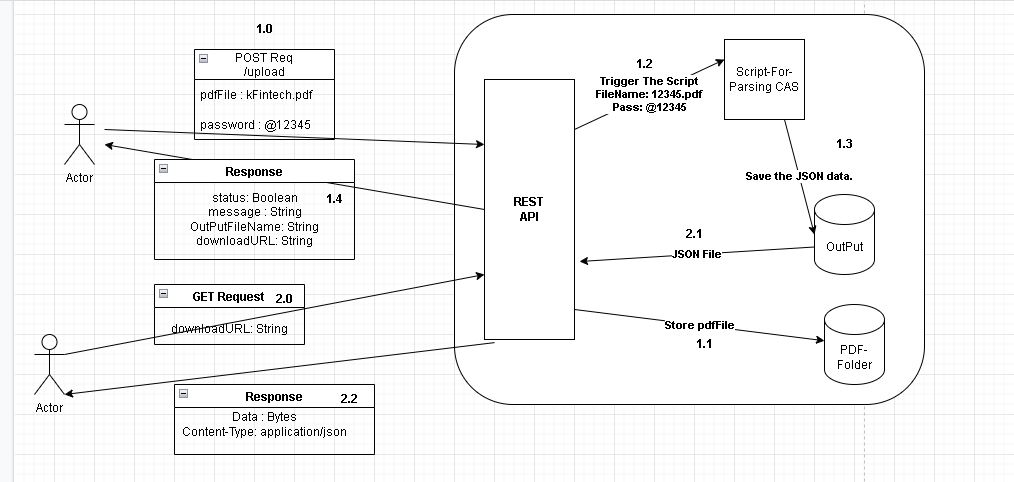 1.0
POST Req
/upload
pdfFile : kFintech.pdf
password : @12345
Actor
Response
status: Boolean
1.4
message : String
OutPutFileName: String
downloadURL: String
GET Request
2.0
downloadURL: String
Actor
Response
2.2
Data : Bytes
Content-Type: application/json
REST
API
1.2
Trigger The Script
FileName: 12345.pdf
Pass: @12345
Script-For-
Parsing CAS
1.3
Save the JSON data.
OutPut
2.1
JSON File
Store pdfFile
1.1
PDF-
Folder